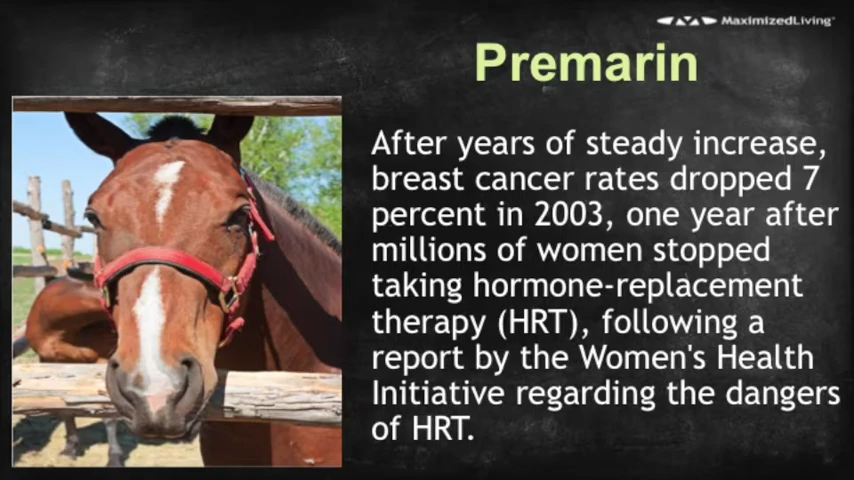 MaximizedLiving
Premarin
After years of steady increase,
breast cancer rates dropped 7
percent in 2003, one year after
millions of women stopped
taking hormone-replacement
therapy (HRT), following a
report by the Women's Health
Initiative regarding the dangers
of HRT.